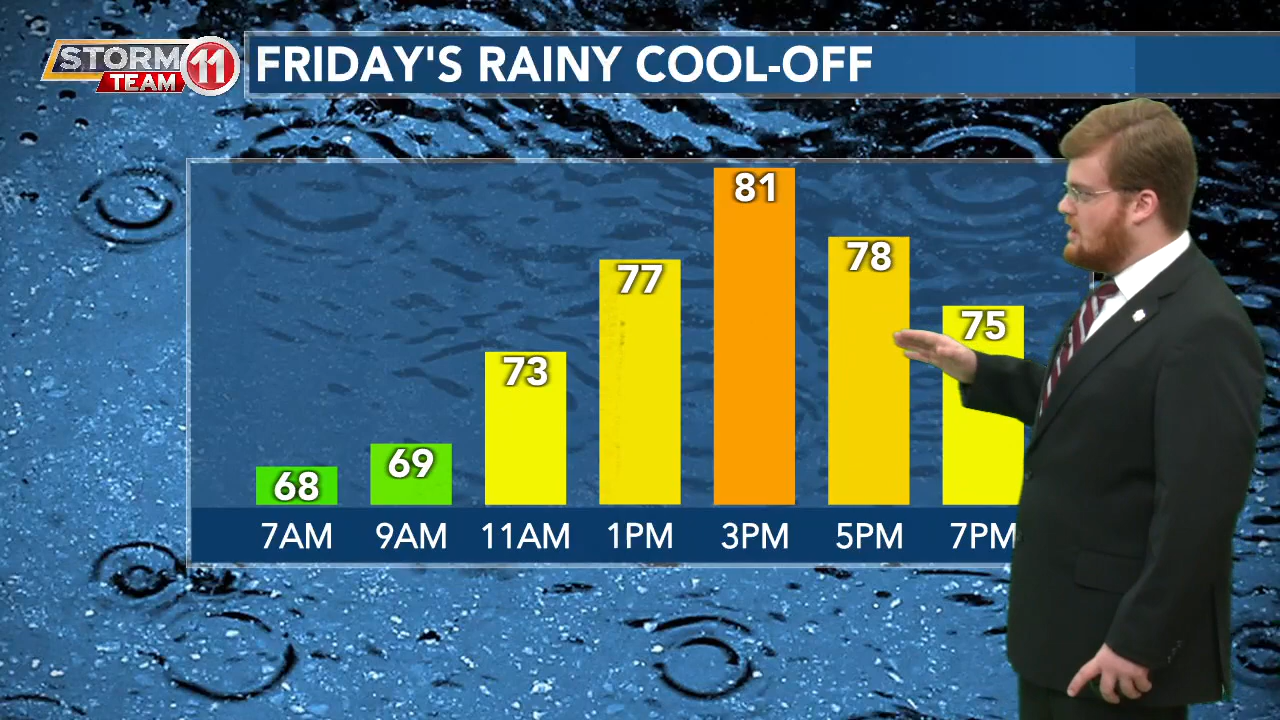 STORM
TEAM
11
FRIDAY'S RAINY COOL-OFF
68
69
73
77
81
78
75
7AM
9AM
11AM
1PM
3PM
5PM
7PM